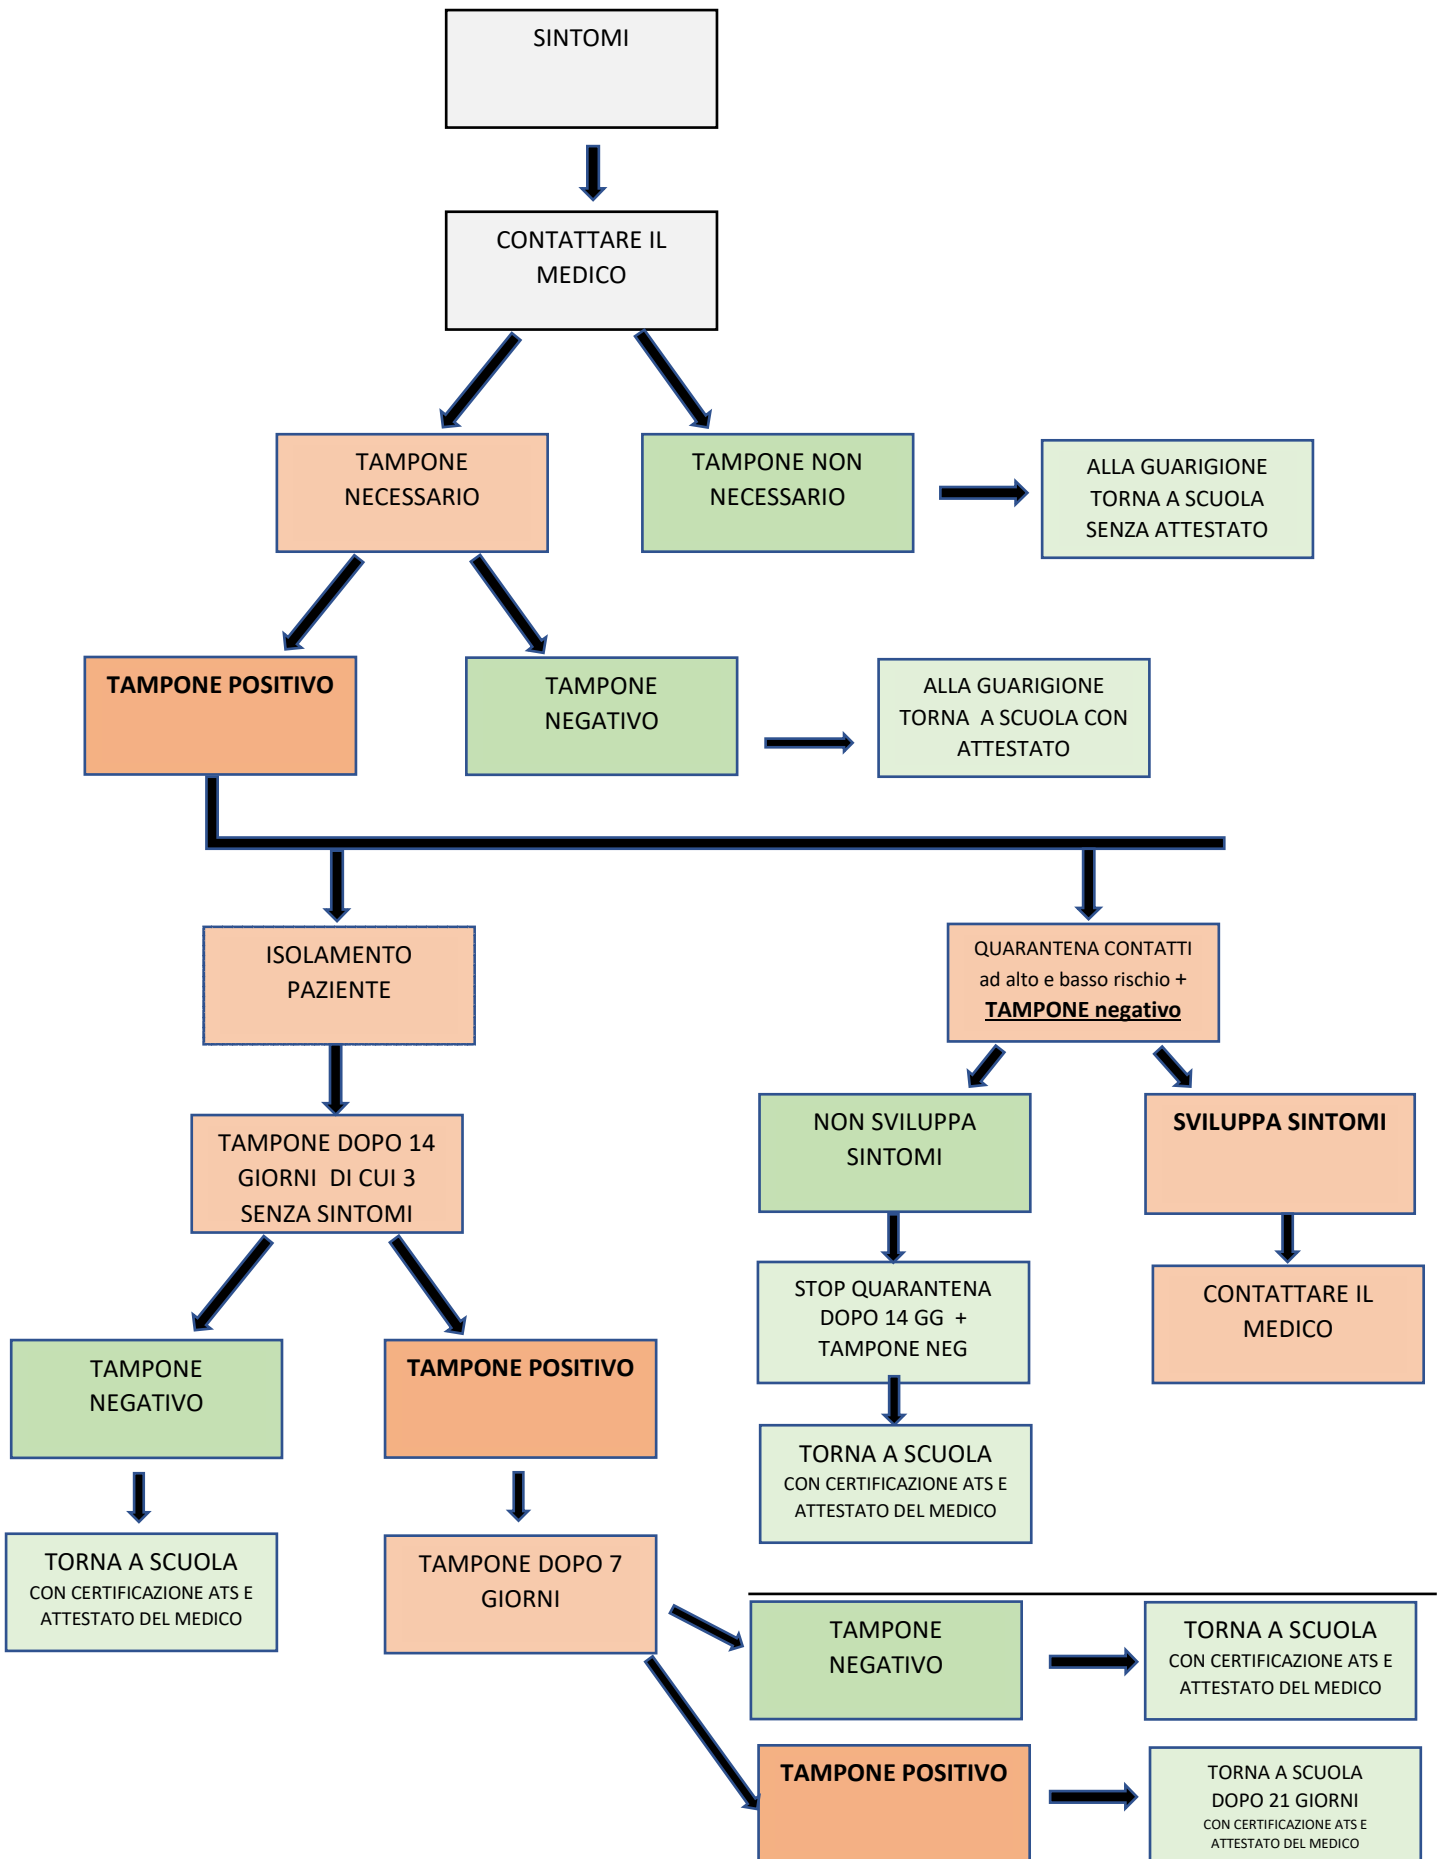 SINTOMI
CONTATTARE IL
MEDICO
TAMPONE
NECESSARIO
TAMPONE NON
NECESSARIO
ALLA GUARIGIONE
TORNA A SCUOLA
SENZA ATTESTATO
TAMPONE POSITIVO
TAMPONE
NEGATIVO
ALLA GUARIGIONE
TORNA A SCUOLA CON
ATTESTATO
ISOLAMENTO
PAZIENTE
QUARANTENA CONTATTI
ad alto e basso rischio +
TAMPONE negativo
TAMPONE DOPO 14
GIORNI DI CUI 3
SENZA SINTOMI
NON SVILUPPA
SINTOMI
SVILUPPA SINTOMI
STOP QUARANTENA
DOPO 14 GG +
TAMPONE NEG
CONTATTARE IL
MEDICO
TAMPONE
NEGATIVO
TAMPONE POSITIVO
TORNA A SCUOLA
CON CERTIFICAZIONE ATS E
ATTESTATO DEL MEDICO
TORNA A SCUOLA
CON CERTIFICAZIONE ATS E
ATTESTATO DEL MEDICO
TAMPONE DOPO 7
GIORNI
TAMPONE
NEGATIVO
TORNA A SCUOLA
CON CERTIFICAZIONE ATS E
ATTESTATO DEL MEDICO
TAMPONE POSITIVO
TORNA A SCUOLA
DOPO 21 GIORNI
CON CERTIFICAZIONE ATS E
ATTESTATO DEL MEDICO